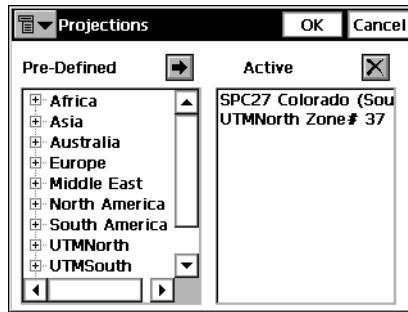 Projections OK Cancel
Pre-Defined Active
Africa
Asia
Australia
Europe
Middle East
North America
South America
UTMNorth
UTMSouth
SPC27 Colorado (Sou
UTMNorth Zone# 37